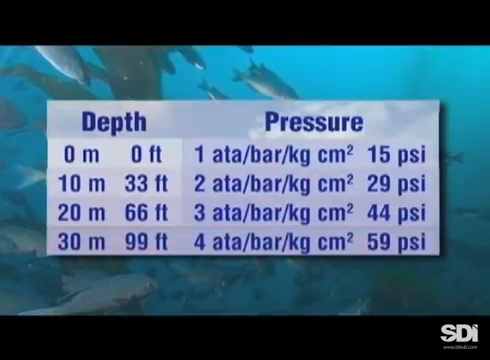 Depth Pressure
0 m 0 ft 1 ata/bar/kg cm² 15 psi
10 m 33 ft 2 ata/bar/kg cm² 29 psi
20 m 66 ft 3 ata/bar/kg cm² 44 psi
30 m 99 ft 4 ata/bar/kg cm² 59 psi
SDI